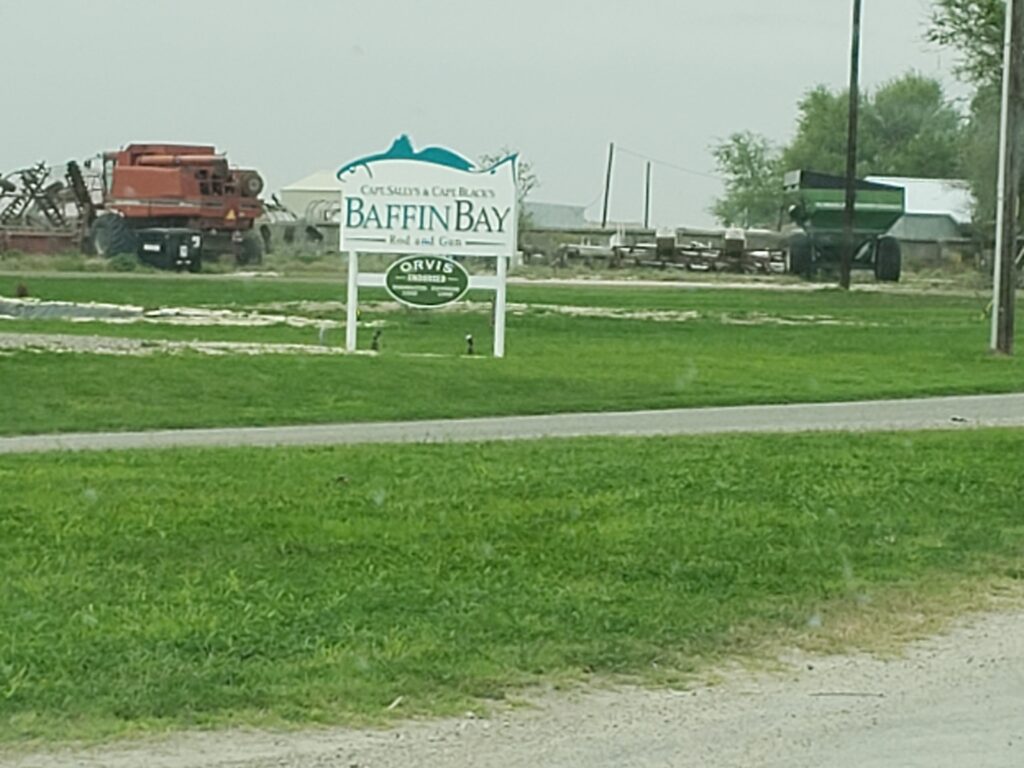 CAPT. SALLY'S & CAPT. BLACK'S
BAFFIN BAY
Rod and Gun
ORVIS
ENDORSED